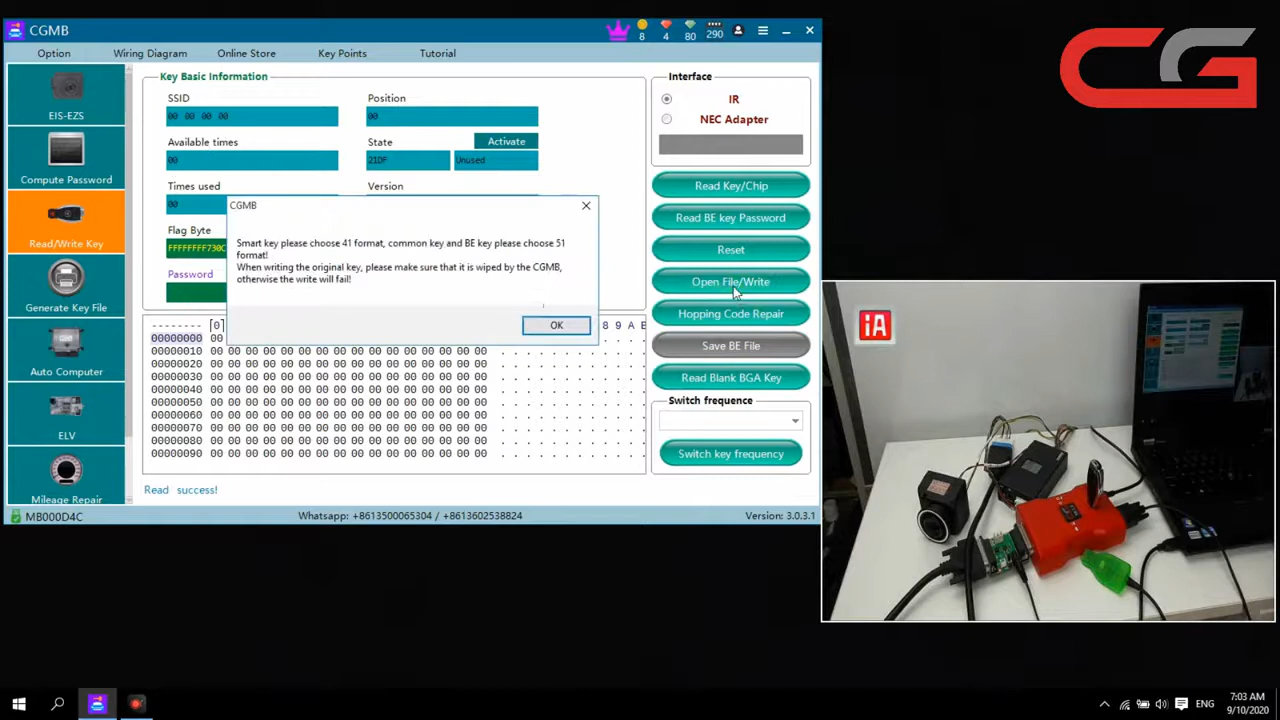 CGMB
8
4
80
290
Option
Wiring Diagram
Online Store
Key Points
Tutorial
EIS-EZS
Compute Password
Read/Write Key
Generate Key File
Auto Computer
ELV
Mileage Repair
Key Basic Information
SSID
Position
00 00 00 00
00
Available times
State
Activate
00
21DF
Unused
Times used
Version
00
Flag Byte
FFFFFFFF730C
Password
CGMB
Smart key please choose 41 format, common key and BE key please choose 51
format!
When writing the original key, please make sure that it is wiped by the CGMB,
otherwise the write will fail!
OK
-------- [0]
8 9 A B
00000000 00
00000010 00 00 00 00 00 00 00 00 00 00 00 00 00 00 00 00
00000020 00 00 00 00 00 00 00 00 00 00 00 00 00 00 00 00
00000030 00 00 00 00 00 00 00 00 00 00 00 00 00 00 00 00
00000040 00 00 00 00 00 00 00 00 00 00 00 00 00 00 00 00
00000050 00 00 00 00 00 00 00 00 00 00 00 00 00 00 00 00
00000060 00 00 00 00 00 00 00 00 00 00 00 00 00 00 00 00
00000070 00 00 00 00 00 00 00 00 00 00 00 00 00 00 00 00
00000080 00 00 00 00 00 00 00 00 00 00 00 00 00 00 00 00
00000090 00 00 00 00 00 00 00 00 00 00 00 00 00 00 00 00
Read success!
Interface
IR
NEC Adapter
Read Key/Chip
Read BE key Password
Reset
Open File/Write
Hopping Code Repair
Save BE File
Read Blank BGA Key
Switch frequence
Switch key frequency
MB000D4C
Whatsapp: +8613500065304 / +8613602538824
Version: 3.0.3.1
CG
iA
ENG
7:03 AM
9/10/2020